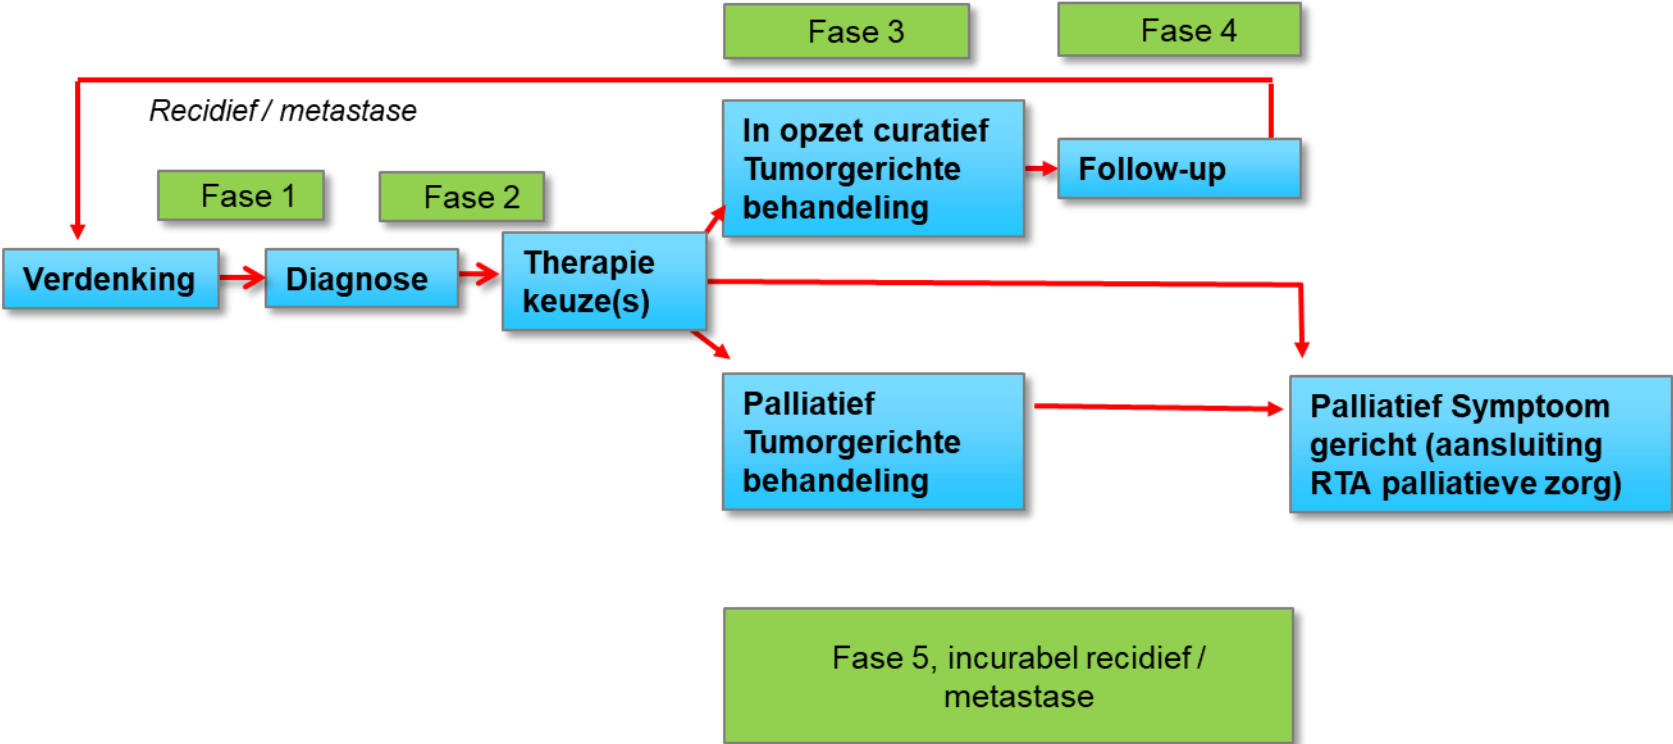 Fase 3
Fase 4
Recidief / metastase
Fase 1
Fase 2
In opzet curatief
Tumorgerichte
behandeling
Follow-up
Verdenking
Diagnose
Therapie
keuze(s)
Palliatief
Tumorgerichte
behandeling
Palliatief Symptoom
gericht (aansluiting
RTA palliatieve zorg)
Fase 5, incurabel recidief /
metastase